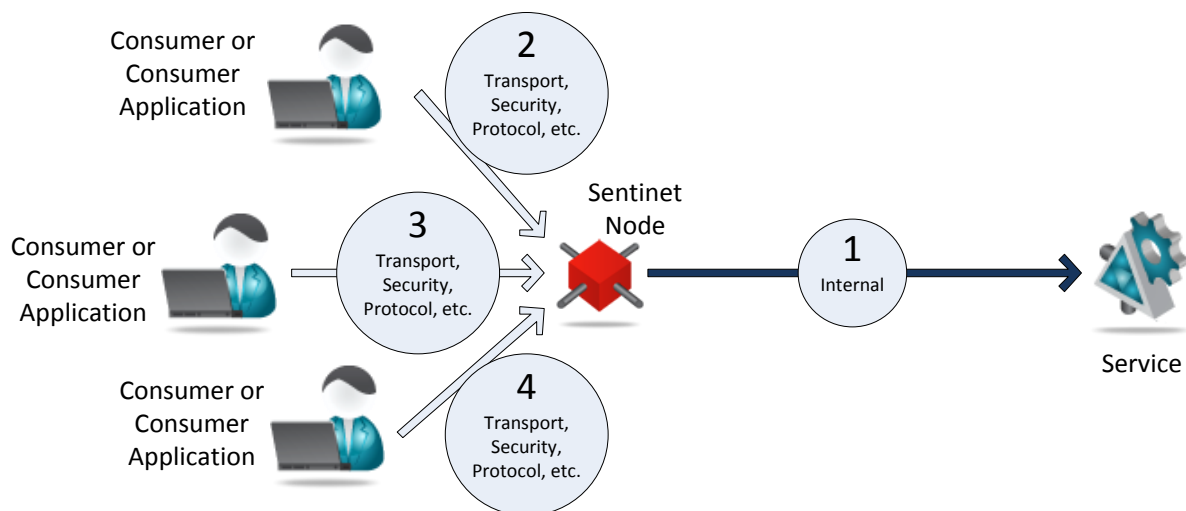 Consumer or
Consumer
Application
2
Transport,
Security,
Protocol, etc.
Sentinet
Node
Consumer or
Consumer
Application
3
Transport,
Security,
Protocol, etc.
1
Internal
Service
Consumer or
Consumer
Application
4
Transport,
Security,
Protocol, etc.